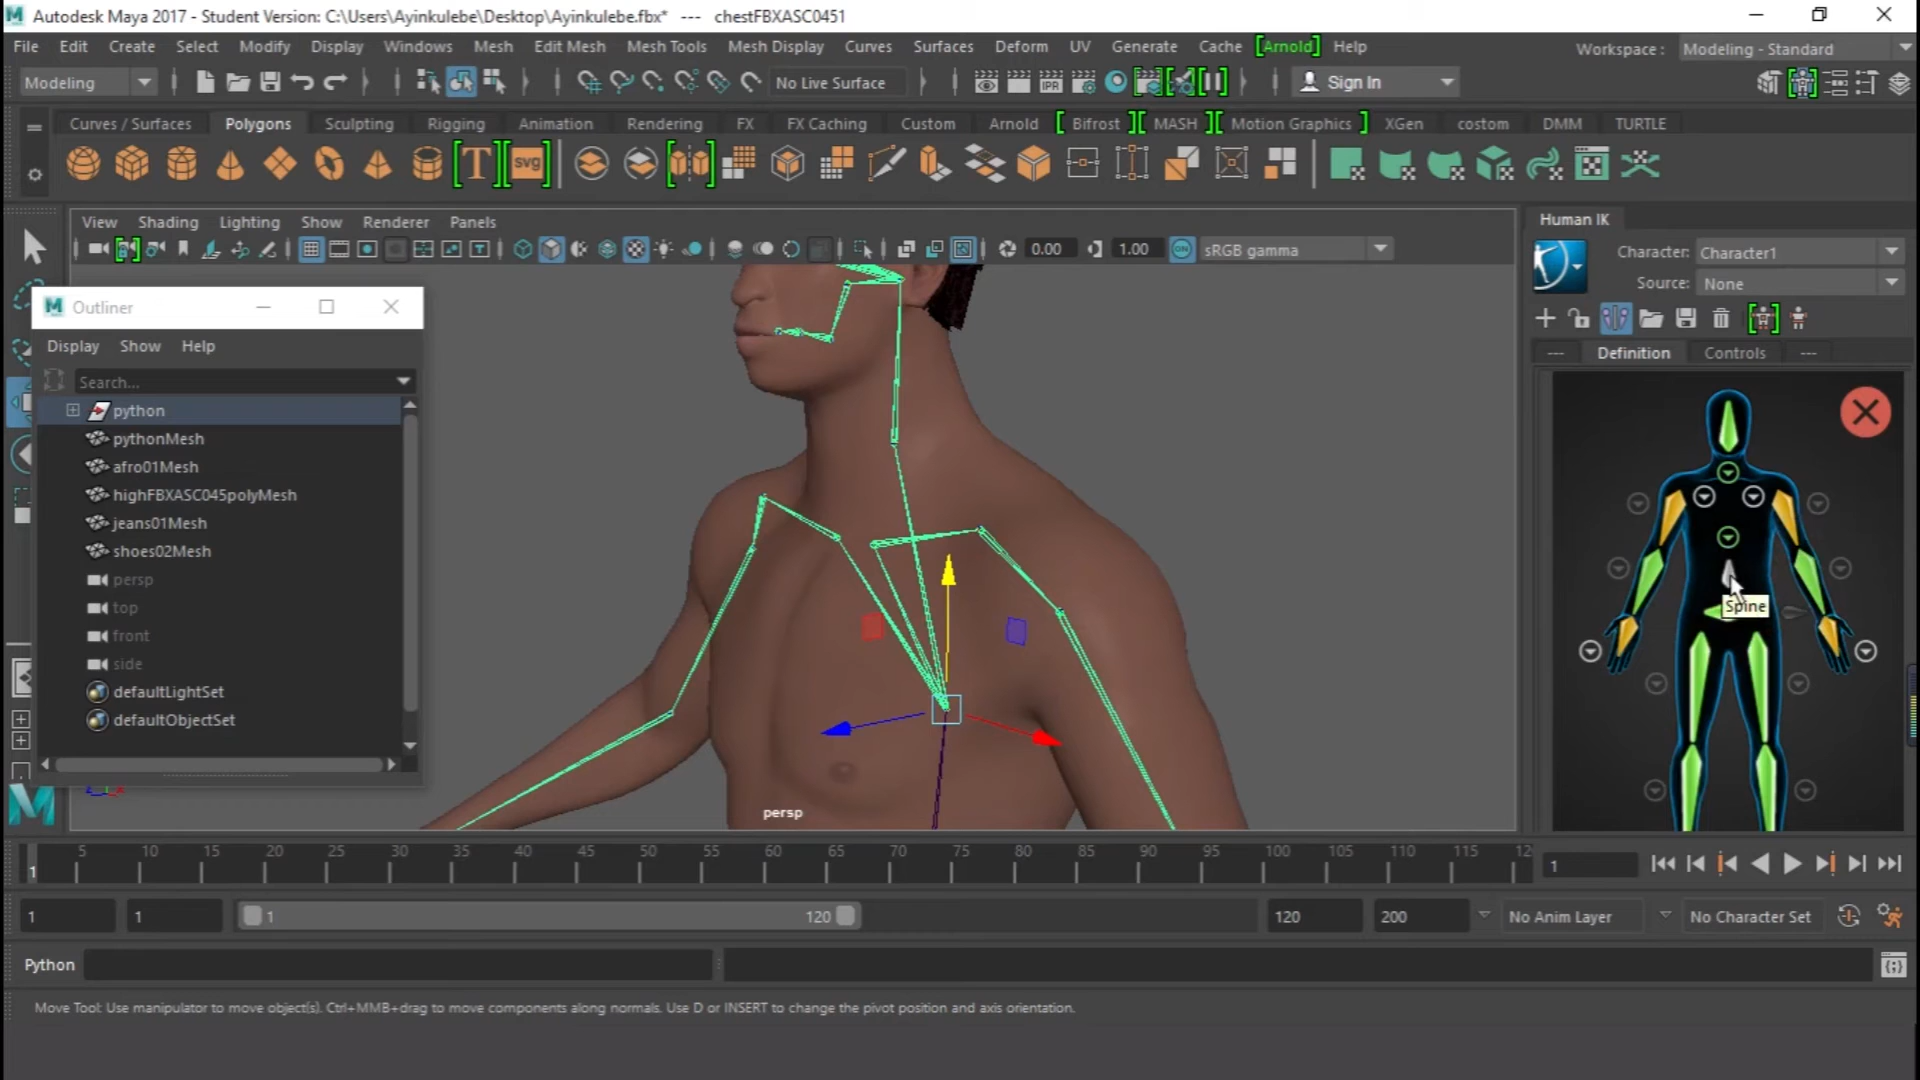 Autodesk Maya 2017 - Student Version: C:\Users\Ayinkulebe\Desktop\Ayinkulebe.fbx*   ---   chestFBXASC0451
File Edit Create Select Modify Display Windows Mesh Edit Mesh Mesh Tools Mesh Display Curves Surfaces Deform UV Generate Cache [Arnold] Help
Workspace : Modeling - Standard
Modeling
No Live Surface
Sign In
Curves / Surfaces Polygons Sculpting Rigging Animation Rendering FX FX Caching Custom Arnold [ Bifrost ][ MASH ][ Motion Graphics ] XGen costom DMM TURTLE
T
SVG
View Shading Lighting Show Renderer Panels
IPR
0.00
1.00
ON
sRGB gamma
Outliner
Display Show Help
Search...
python
pythonMesh
afro01Mesh
highFBXASC045polyMesh
jeans01Mesh
shoes02Mesh
persp
top
front
side
defaultLightSet
defaultObjectSet
persp
Human IK
Character: Character1
Source: None
--- Definition Controls ---
Spine
1
5 10 15 20 25 30 35 40 45 50 55 60 65 70 75 80 85 90 95 100 105 110 115 12
1
1
1
1
120
120
200
No Anim Layer
No Character Set
Python
Move Tool: Use manipulator to move object(s). Ctrl+MMB+drag to move components along normals. Use D or INSERT to change the pivot position and axis orientation.